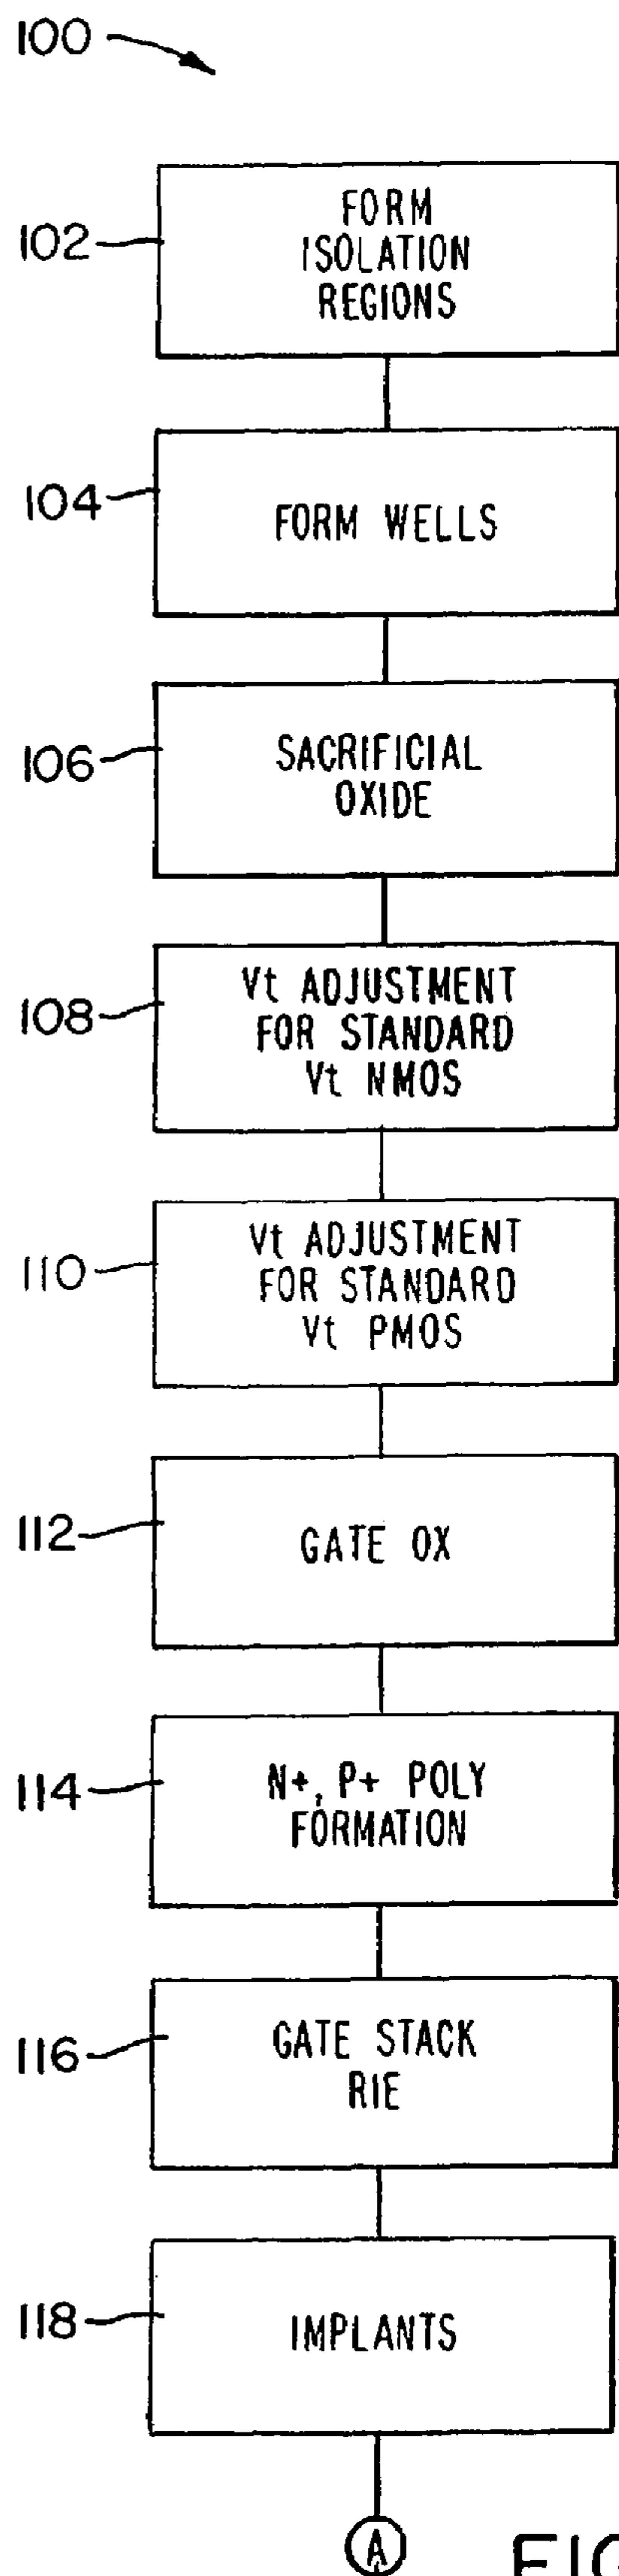 100
102
FORM
ISOLATION
REGIONS
104
FORM WELLS
106
SACRIFICIAL
OXIDE
108
Vt ADJUSTMENT
FOR STANDARD
Vt NMOS
110
Vt ADJUSTMENT
FOR STANDARD
Vt PMOS
112
GATE OX
114
N+, P+ POLY
FORMATION
116
GATE STACK
RIE
118
IMPLANTS
A